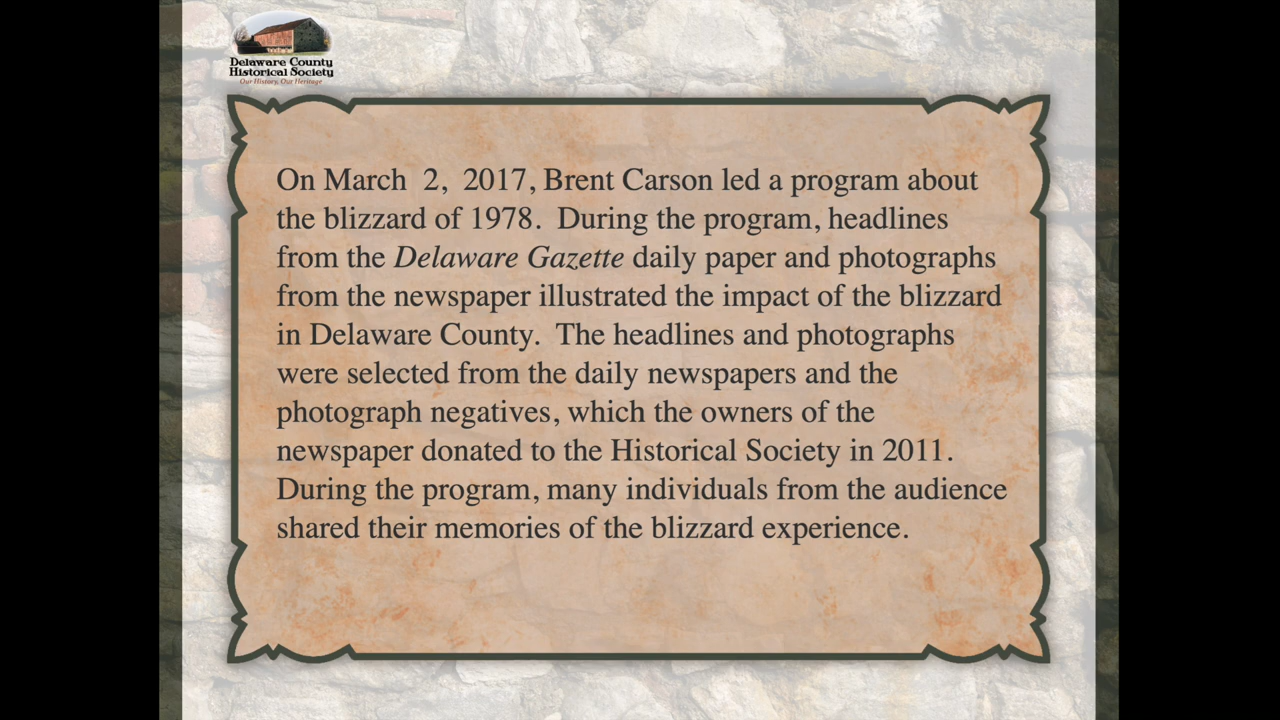 Delaware County
Historical Society
Our History, Our Heritage
On March 2, 2017, Brent Carson led a program about
the blizzard of 1978. During the program, headlines
from the Delaware Gazette daily paper and photographs
from the newspaper illustrated the impact of the blizzard
in Delaware County. The headlines and photographs
were selected from the daily newspapers and the
photograph negatives, which the owners of the
newspaper donated to the Historical Society in 2011.
During the program, many individuals from the audience
shared their memories of the blizzard experience.